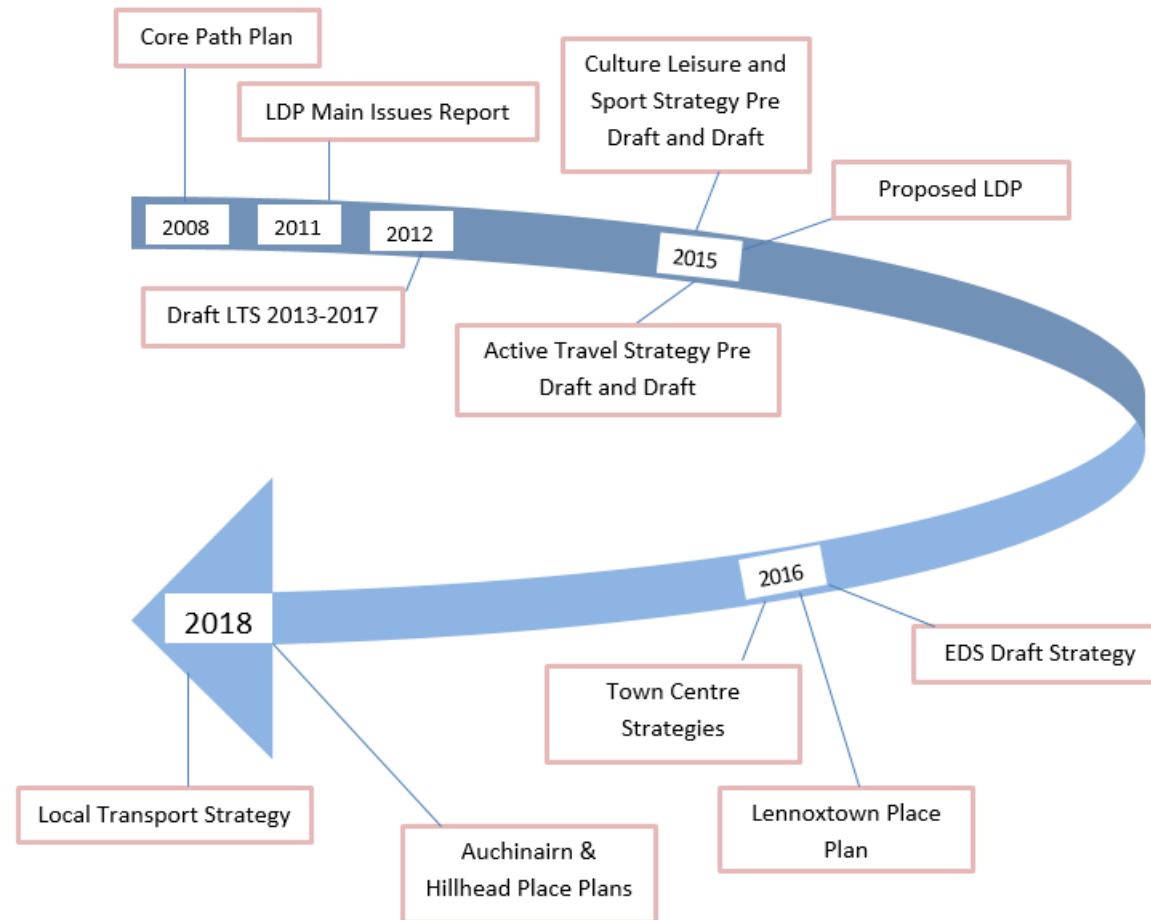 Core Path Plan
LDP Main Issues Report
Culture Leisure and
Sport Strategy Pre
Draft and Draft
Proposed LDP
2008
2011
2012
2015
Draft LTS 2013-2017
Active Travel Strategy Pre
Draft and Draft
2016
2018
EDS Draft Strategy
Town Centre
Strategies
Lennoxtown Place
Plan
Local Transport Strategy
Auchinairn &
Hillhead Place Plans